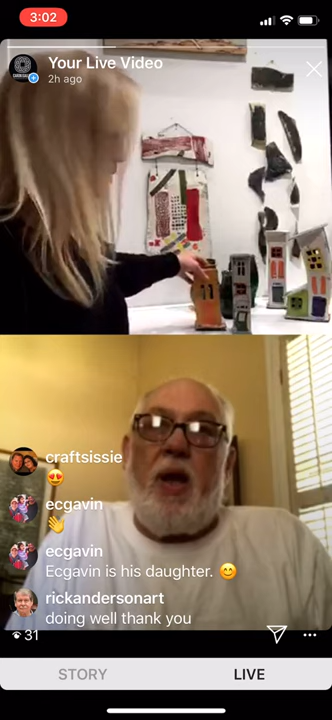 3:02
Your Live Video
2h ago
craftsissie
😍
ecgavin
👋
ecgavin
Ecgavin is his daughter. 😊
rickandersonart
doing well thank you
31
STORY
LIVE